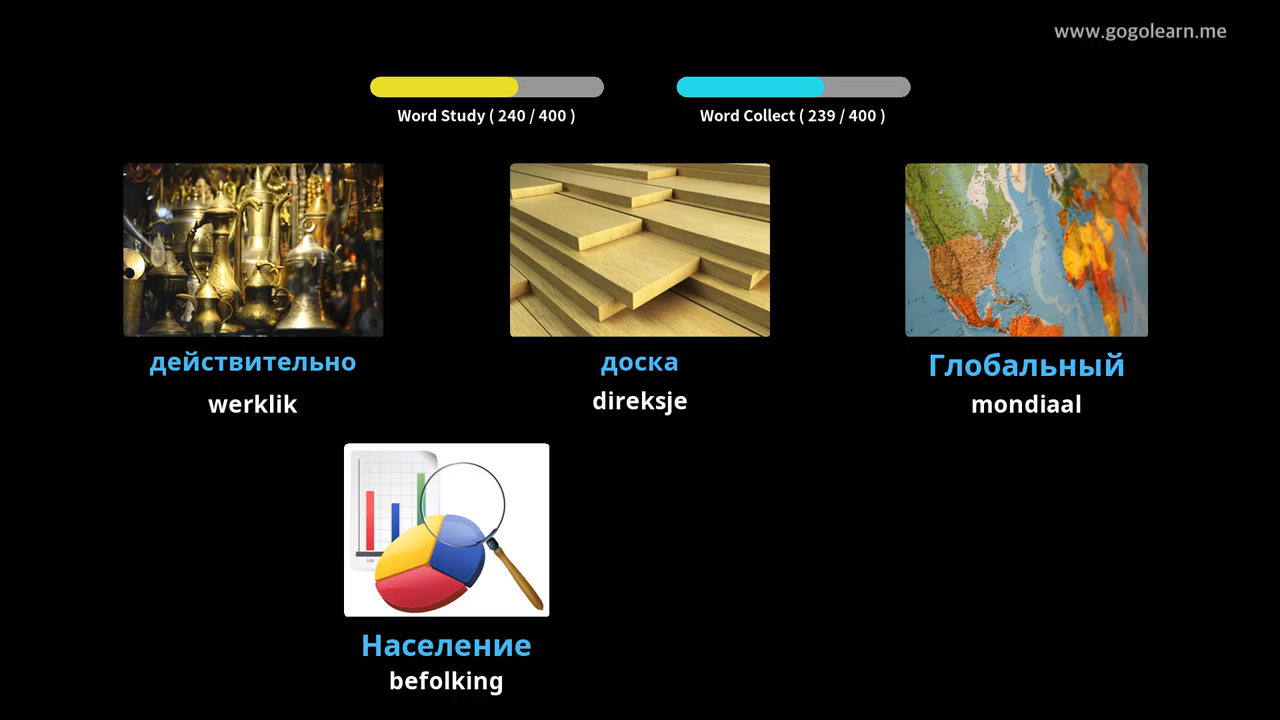 www.gogolearn.me
Word Study ( 240 / 400 )
Word Collect ( 239 / 400 )
действительно
werklik
доска
direksje
Глобальный
mondiaal
Население
befolking